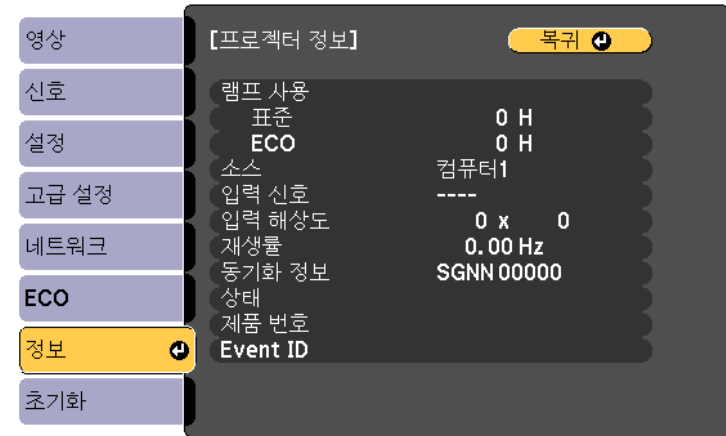 영상
신호
설정
고급 설정
네트워크
ECO
정보
초기화
[프로젝터 정보]
복귀
램프 사용
표준 0 H
ECO 0 H
소스 컴퓨터1
입력 신호 ----
입력 해상도 0 x 0
재생률 0.00 Hz
동기화 정보 SGNN 00000
상태
제품 번호
Event ID